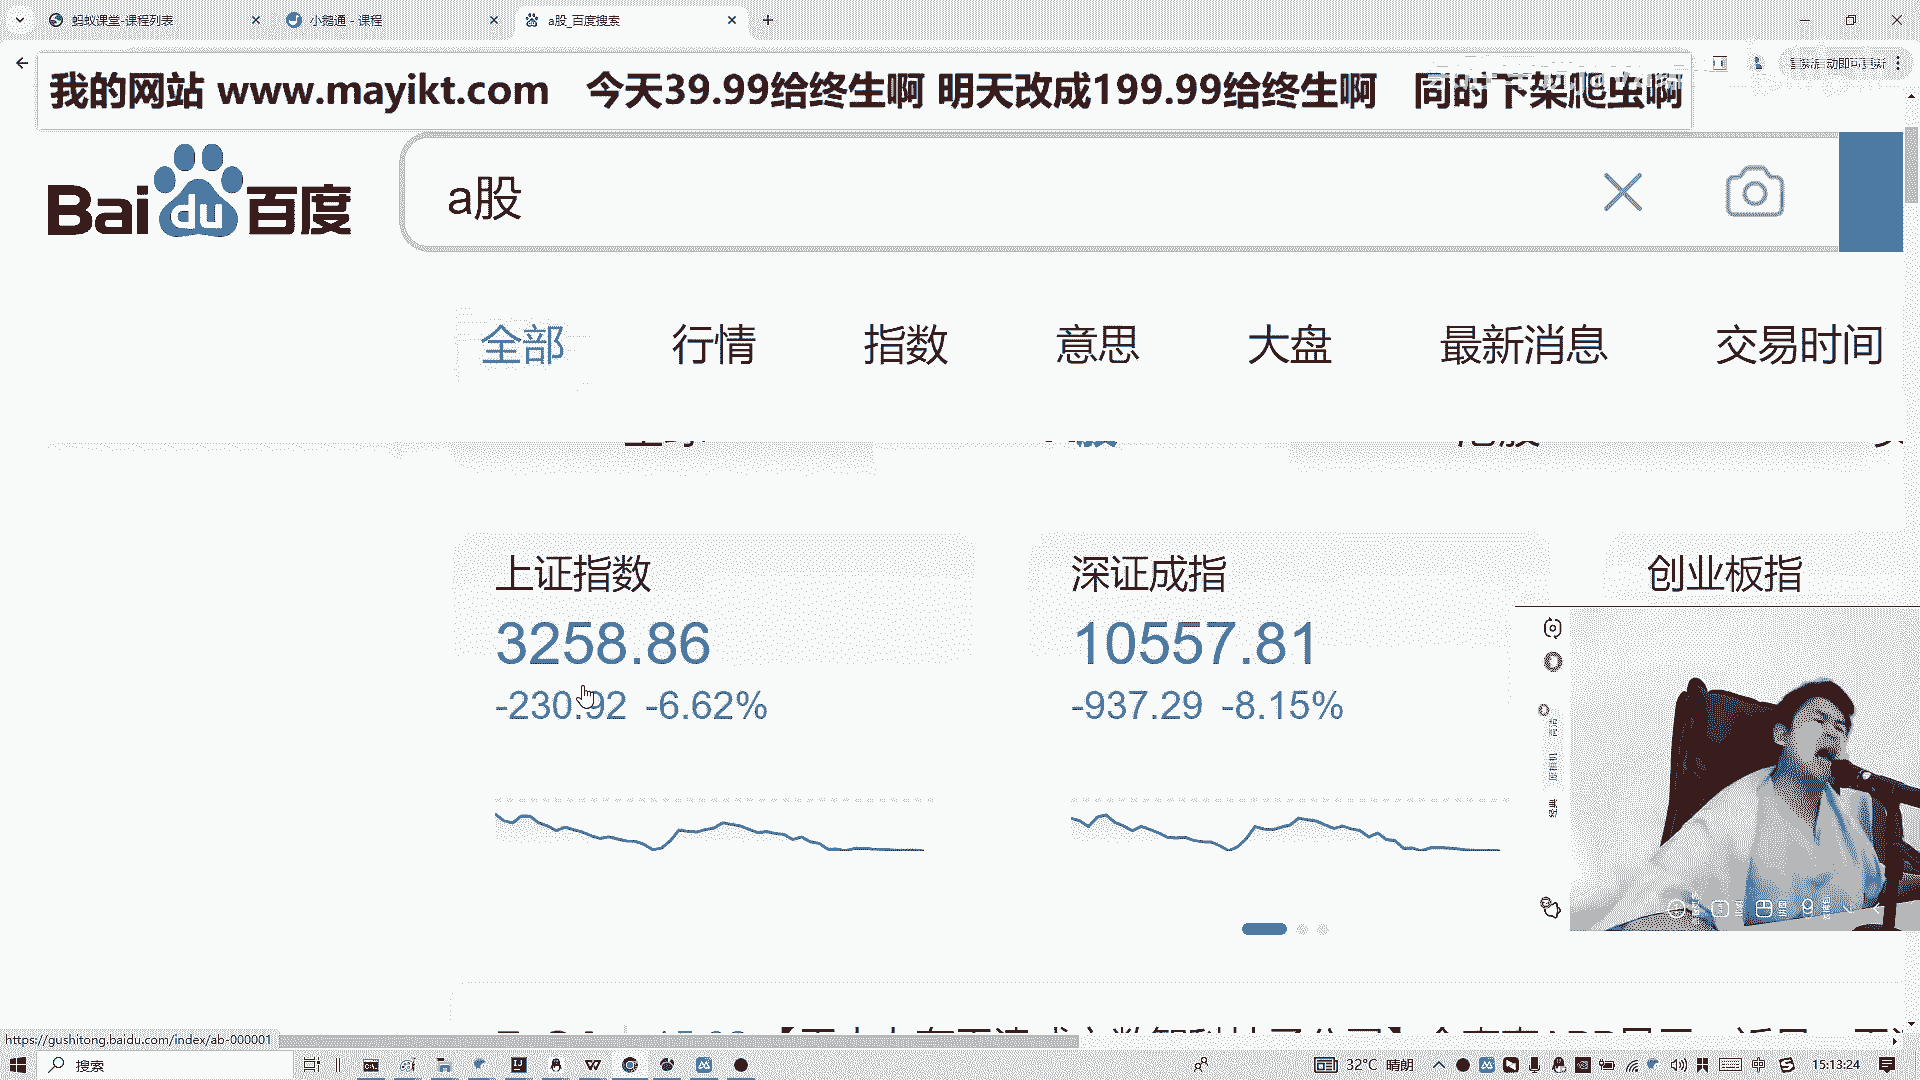 蚂蚁课堂-课程列表
小鹅通 - 课程
a股_百度搜索
我的网站 www.mayikt.com 今天39.99给终生啊 明天改成199.99给终生啊 同时下架爬虫啊
Bai du 百度
a股
全部 行情 指数 意思 大盘 最新消息 交易时间
上证指数
3258.86
-230.92 -6.62%
深证成指
10557.81
-937.29 -8.15%
创业板指
https://gushitong.baidu.com/index/ab-000001
搜索
32°C 晴朗
中
15:13:24